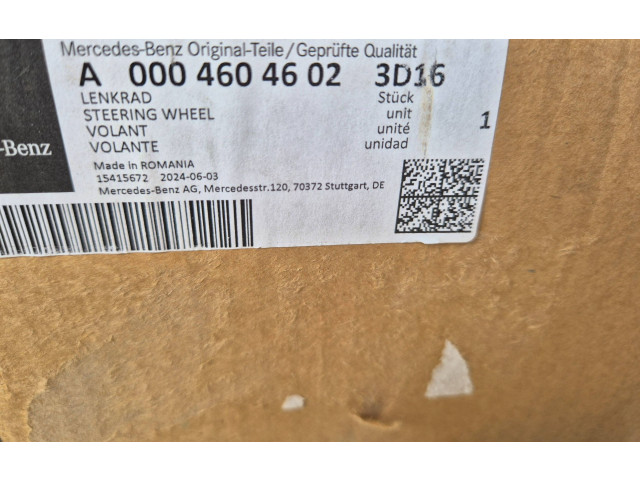 Mercedes-Benz Original-Teile/Geprüfte Qualität
A 000 460 46 02 3D16
LENKRAD Stück
STEERING WHEEL unit 1
VOLANT unité
VOLANTE unidad
-Benz
Made in ROMANIA
15415672 2024-06-03
Mercedes-Benz AG, Mercedesstr.120, 70372 Stuttgart, DE